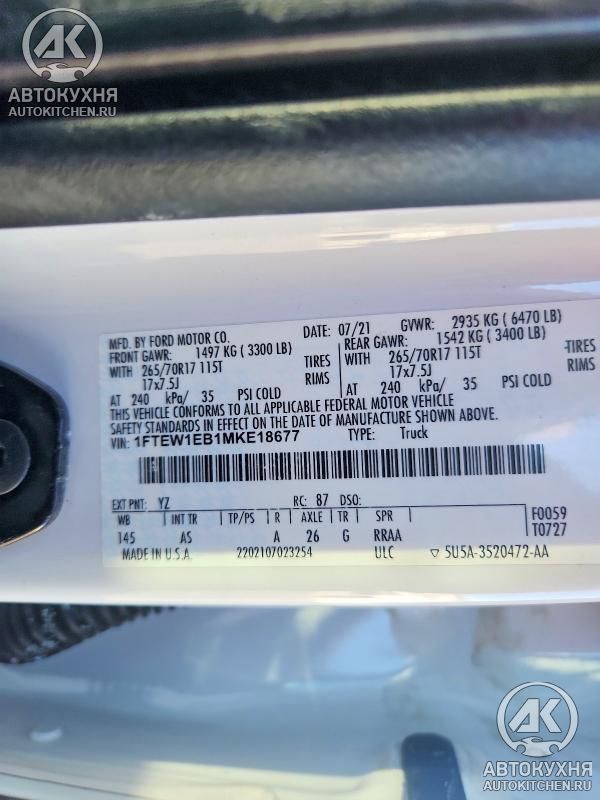 АК
АВТОКУХНЯ
AUTOKITCHEN.RU
MFD. BY FORD MOTOR CO. DATE: 07/21 GVWR: 2935 KG ( 6470 LB)
FRONT GAWR: 1497 KG ( 3300 LB) REAR GAWR: 1542 KG ( 3400 LB)
WITH 265/70R17 115T TIRES WITH 265/70R17 115T TIRES
17x7.5J RIMS 17x7.5J RIMS
AT 240 kPa/ 35 PSI COLD AT 240 kPa/ 35 PSI COLD
THIS VEHICLE CONFORMS TO ALL APPLICABLE FEDERAL MOTOR VEHICLE
SAFETY STANDARDS IN EFFECT ON THE DATE OF MANUFACTURE SHOWN ABOVE.
VIN: 1FTEW1EB1MKE18677 TYPE: Truck
EXT PNT: YZ RC: 87 DSO: F0059
WB INT TR TP/PS R AXLE TR SPR T0727
145 AS A 26 G RRAA
MADE IN U.S.A. 2202107023254 ULC ▽ 5U5A-3520472-AA
АК
АВТОКУХНЯ
AUTOKITCHEN.RU